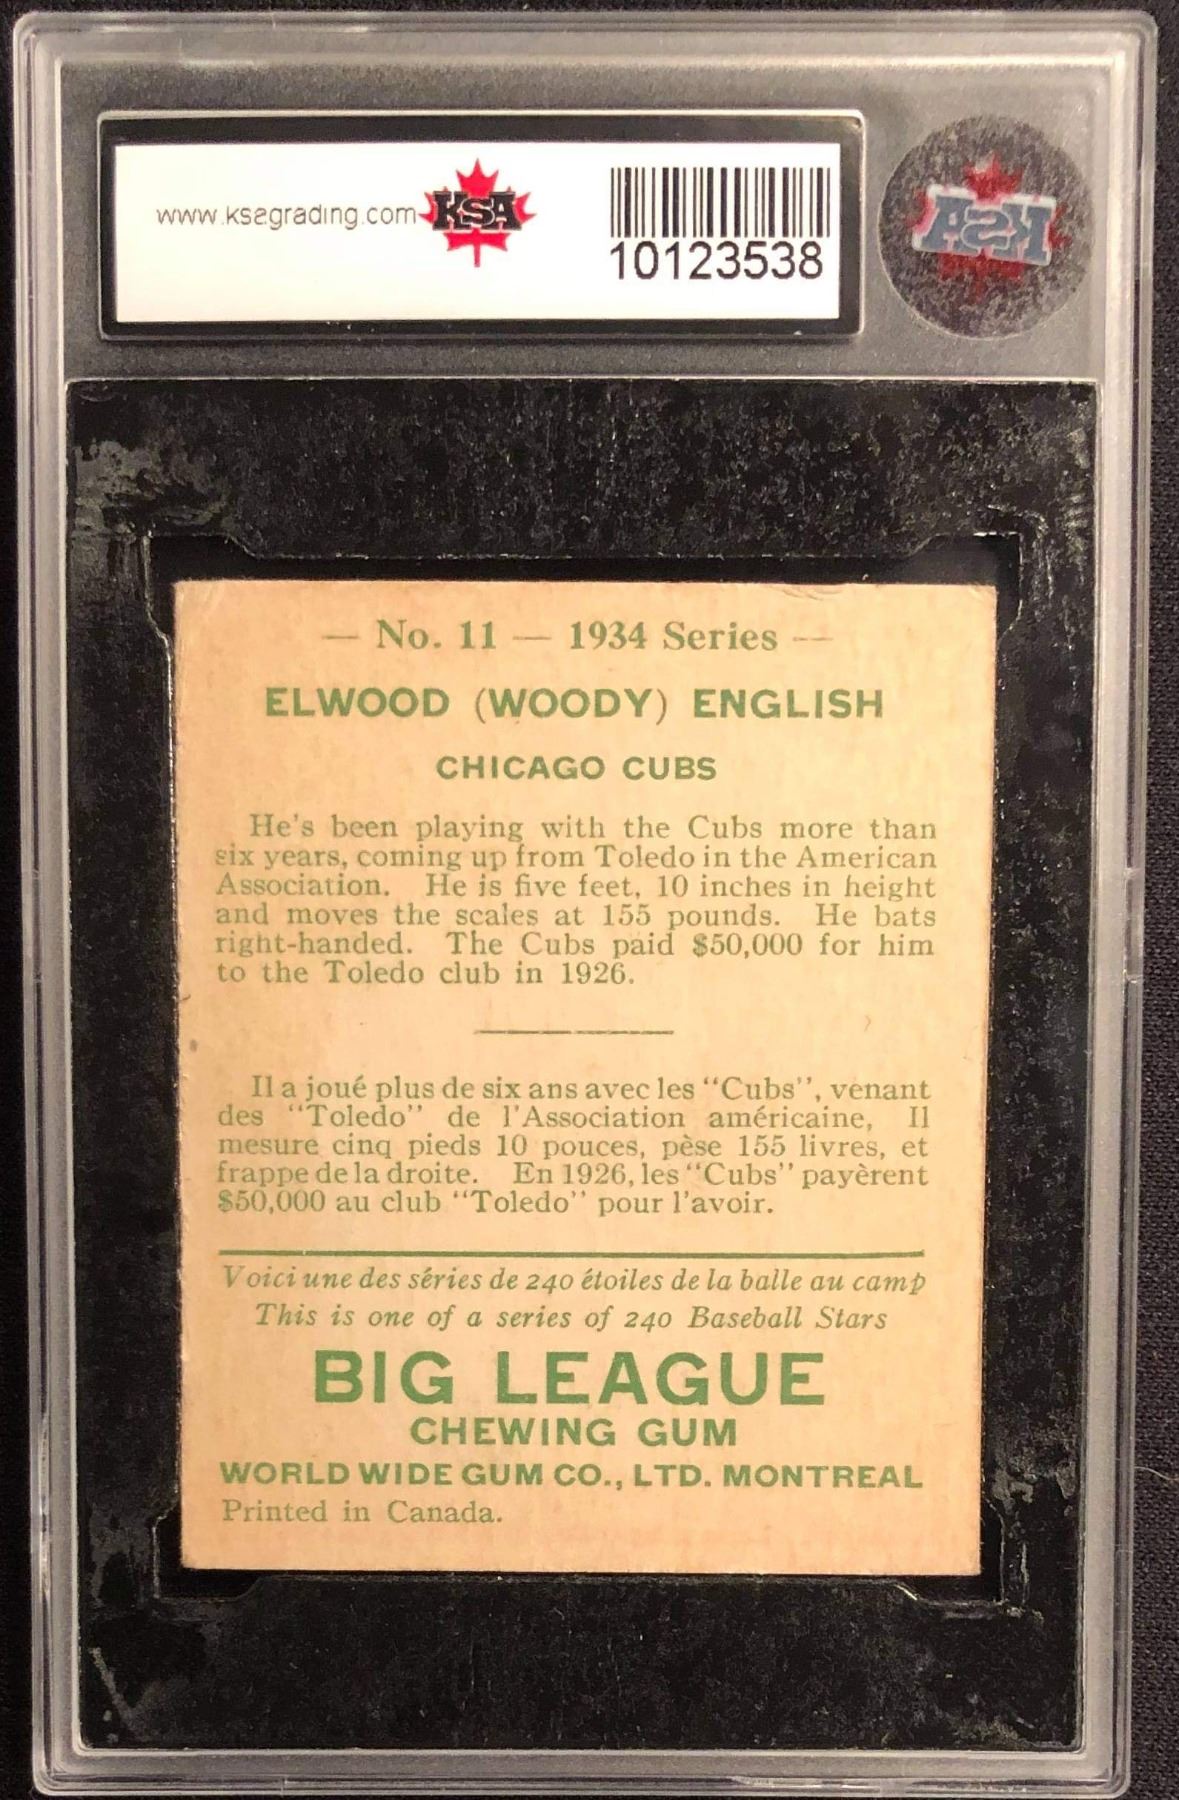 www.ksagrading.com
KSA
10123538
KSA
— No. 11 — 1934 Series —
ELWOOD (WOODY) ENGLISH
CHICAGO CUBS
He's been playing with the Cubs more than
six years, coming up from Toledo in the American
Association. He is five feet, 10 inches in height
and moves the scales at 155 pounds. He bats
right-handed. The Cubs paid $50,000 for him
to the Toledo club in 1926.
Il a joué plus de six ans avec les "Cubs", venant
des "Toledo" de l'Association américaine, Il
mesure cinq pieds 10 pouces, pèse 155 livres, et
frappe de la droite. En 1926, les "Cubs" payèrent
$50,000 au club "Toledo" pour l'avoir.
Voici une des séries de 240 étoiles de la balle au camp
This is one of a series of 240 Baseball Stars
BIG LEAGUE
CHEWING GUM
WORLD WIDE GUM CO., LTD. MONTREAL
Printed in Canada.